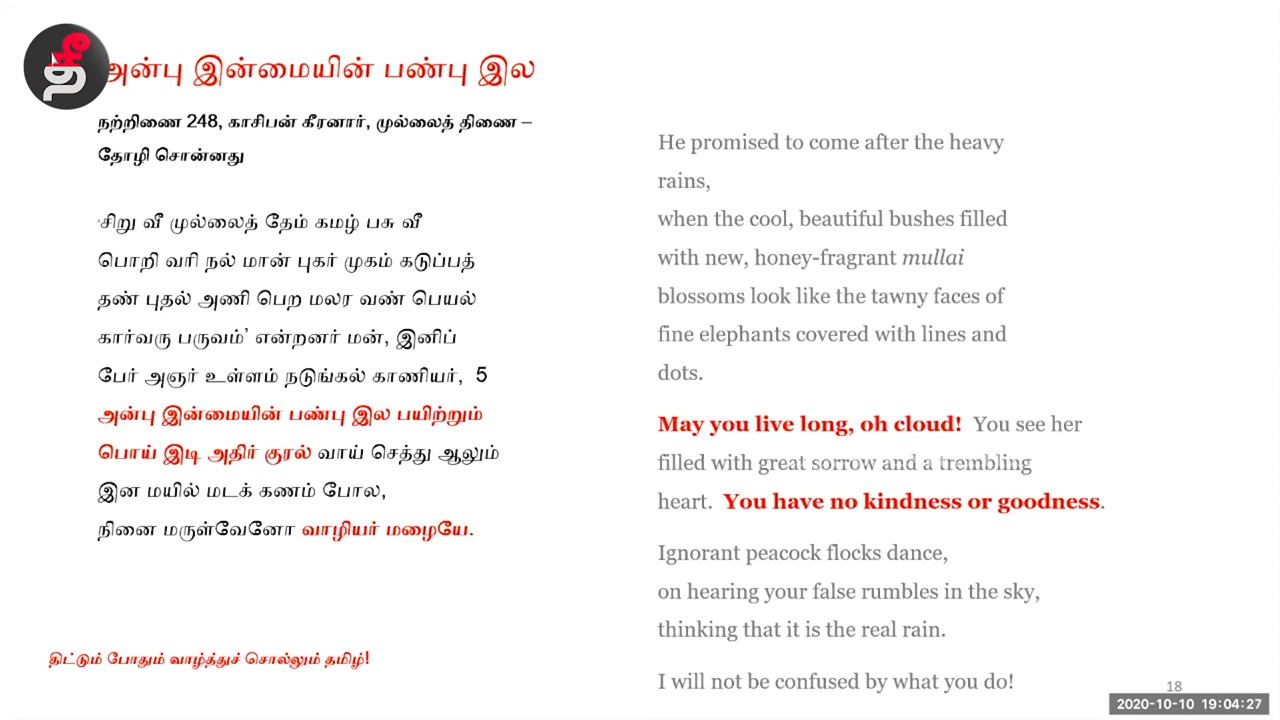 அன்பு இன்மையின் பண்பு இல
நற்றிணை 248, காசிபன் கீரனார், முல்லைத் திணை –
தோழி சொன்னது
‘சிறு வீ முல்லைத் தேம் கமழ் பசு வீ
பொறி வரி நல் மான் புகர் முகம் கடுப்பத்
தண் புதல் அணி பெற மலர வண் பெயல்
கார்வரு பருவம்’ என்றனர் மன், இனிப்
பேர் அஞர் உள்ளம் நடுங்கல் காணியர், 5
அன்பு இன்மையின் பண்பு இல பயிற்றும்
பொய் இடி அதிர் குரல் வாய் செத்து ஆலும்
இன மயில் மடக் கணம் போல,
நினை மருள்வேனோ வாழியர் மழையே.
திட்டும் போதும் வாழ்த்துச் சொல்லும் தமிழ்!
He promised to come after the heavy
rains,
when the cool, beautiful bushes filled
with new, honey-fragrant mullai
blossoms look like the tawny faces of
fine elephants covered with lines and
dots.
May you live long, oh cloud! You see her
filled with great sorrow and a trembling
heart. You have no kindness or goodness.
Ignorant peacock flocks dance,
on hearing your false rumbles in the sky,
thinking that it is the real rain.
I will not be confused by what you do!
18
2020-10-10 19:04:27